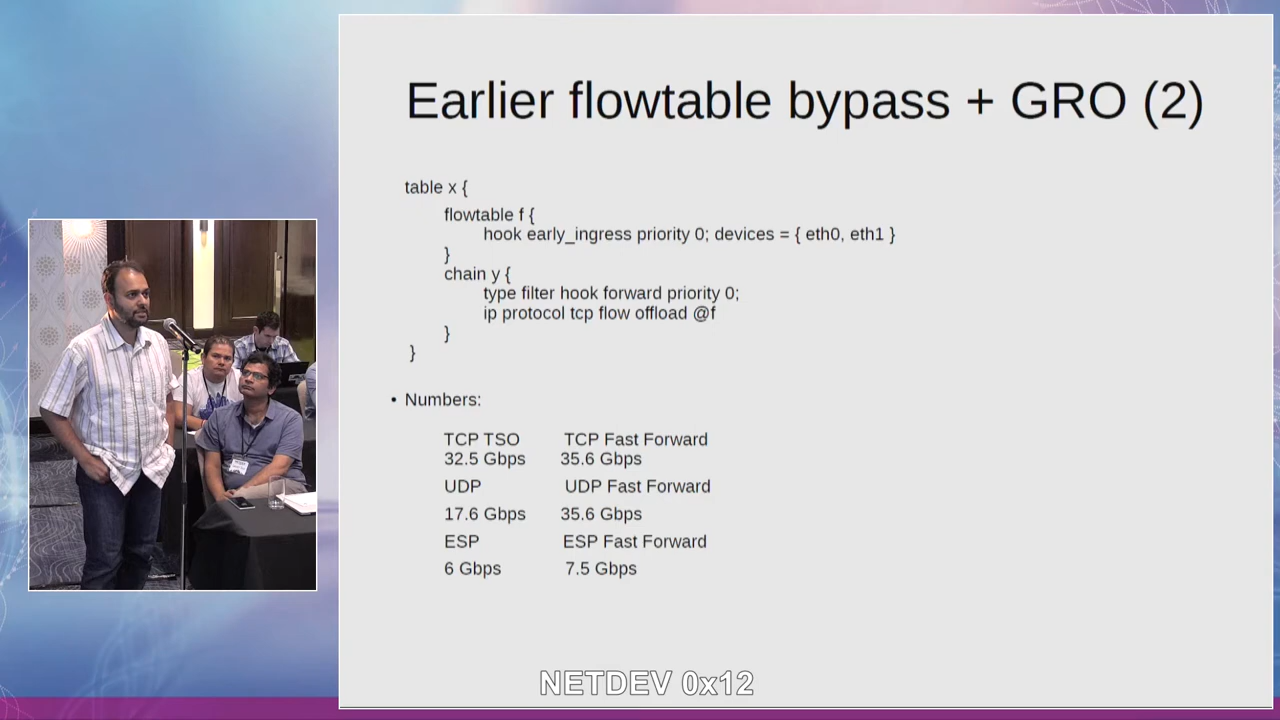 Earlier flowtable bypass + GRO (2)
table x {
flowtable f {
hook early_ingress priority 0; devices = { eth0, eth1 }
}
chain y {
type filter hook forward priority 0;
ip protocol tcp flow offload @f
}
}
• Numbers:
TCP TSO TCP Fast Forward
32.5 Gbps 35.6 Gbps
UDP UDP Fast Forward
17.6 Gbps 35.6 Gbps
ESP ESP Fast Forward
6 Gbps 7.5 Gbps
NETDEV 0x12